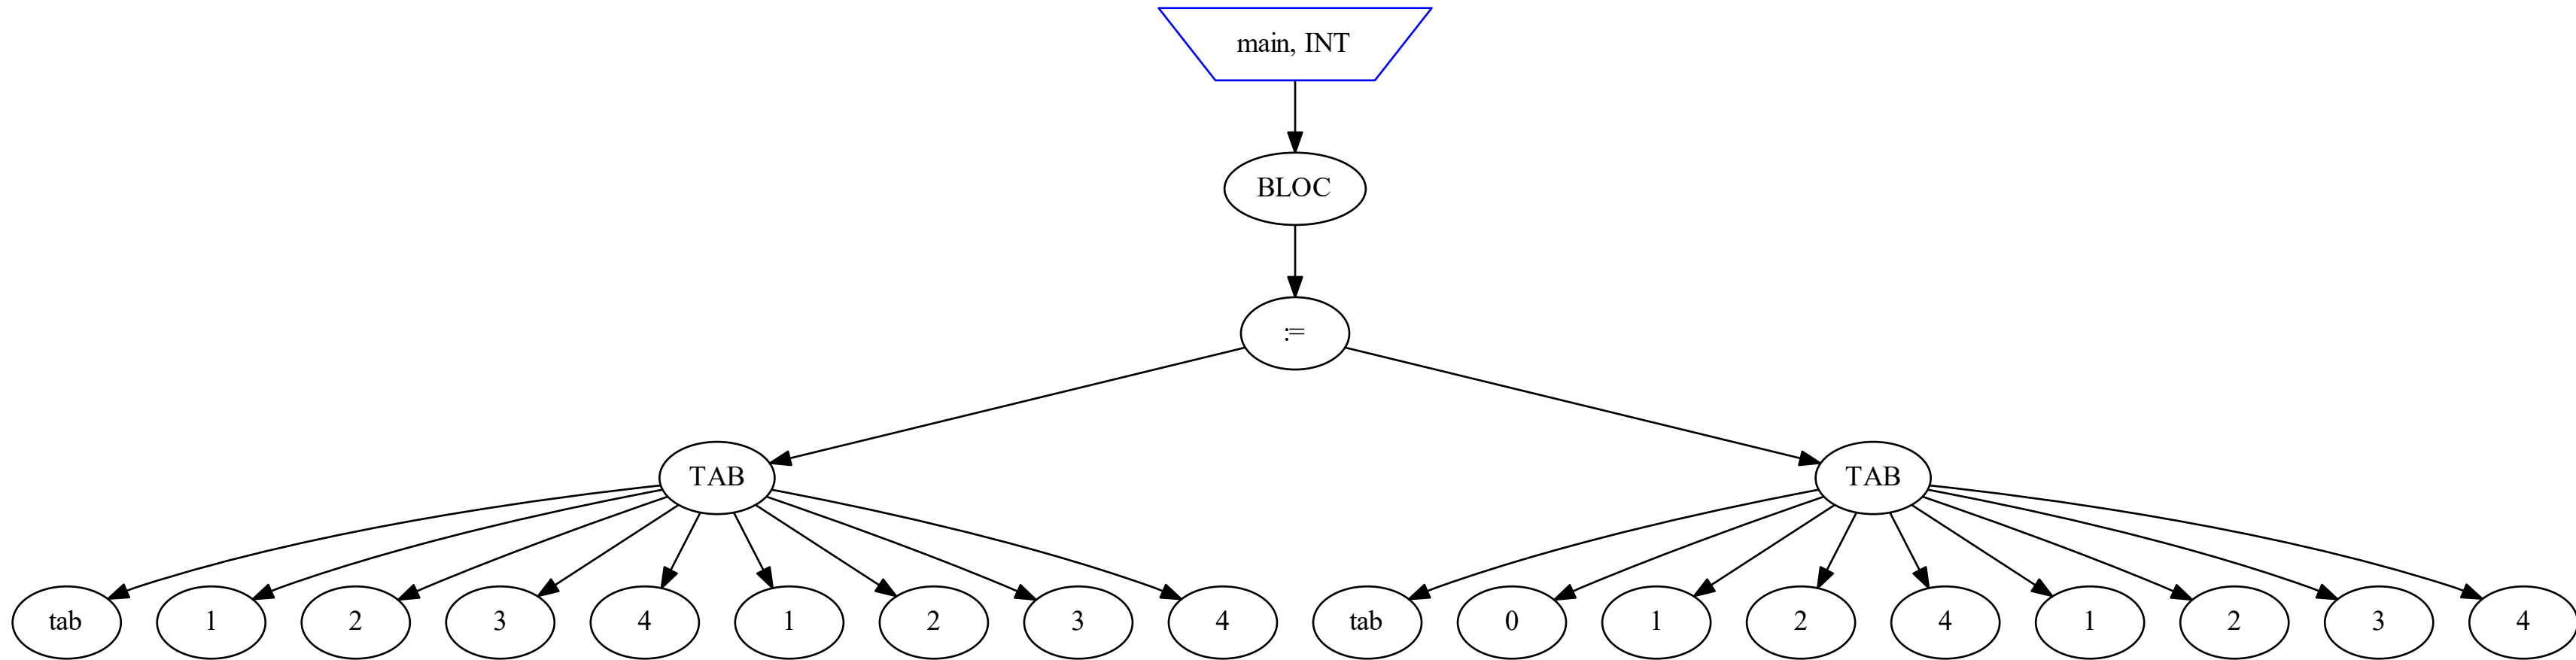 main, INT
BLOC
:=
TAB TAB
tab 1 2 3 4 1 2 3 4 tab 0 1 2 4 1 2 3 4